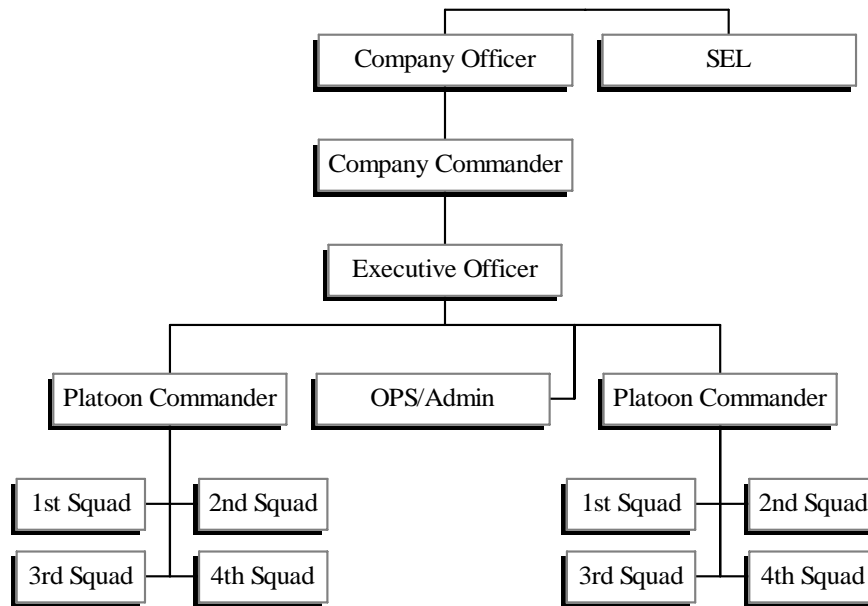 Company Officer
SEL
Company Commander
Executive Officer
Platoon Commander
OPS/Admin
Platoon Commander
1st Squad
2nd Squad
1st Squad
2nd Squad
3rd Squad
4th Squad
3rd Squad
4th Squad